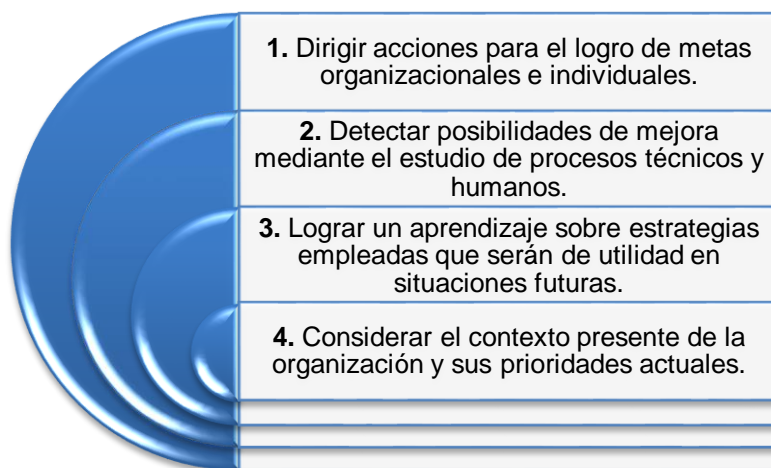 1. Dirigir acciones para el logro de metas
organizacionales e individuales.
2. Detectar posibilidades de mejora
mediante el estudio de procesos técnicos y
humanos.
3. Lograr un aprendizaje sobre estrategias
empleadas que serán de utilidad en
situaciones futuras.
4. Considerar el contexto presente de la
organización y sus prioridades actuales.